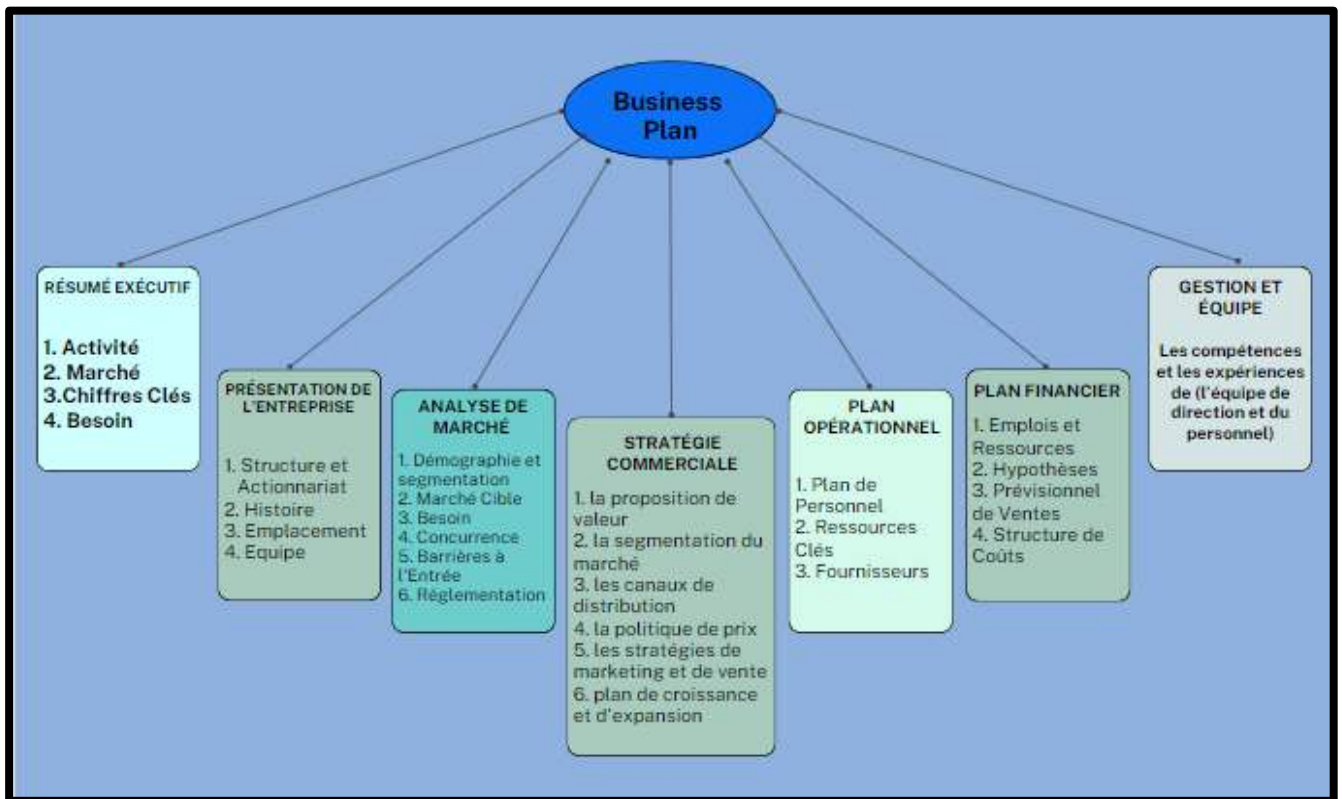 Business
Plan
RÉSUMÉ EXÉCUTIF
1. Activité
2. Marché
3.Chiffres Clés
4. Besoin
PRÉSENTATION DE
L'ENTREPRISE
1. Structure et
Actionnariat
2. Histoire
3. Emplacement
4. Equipe
ANALYSE DE
MARCHÉ
1. Démographie et
segmentation
2. Marché Cible
3. Besoin
4. Concurrence
5. Barrières à
l'Entrée
6. Réglementation
STRATÉGIE
COMMERCIALE
1. la proposition de
valeur
2. la segmentation du
marché
3. les canaux de
distribution
4. la politique de prix
5. les stratégies de
marketing et de vente
6. plan de croissance
et d'expansion
PLAN
OPÉRATIONNEL
1. Plan de
Personnel
2. Ressources
Clés
3. Fournisseurs
PLAN FINANCIER
1. Emplois et
Ressources
2. Hypothèses
3. Prévisionnel
de Ventes
4. Structure de
Coûts
GESTION ET
ÉQUIPE
Les compétences
et les expériences
de (l'équipe de
direction et du
personnel)